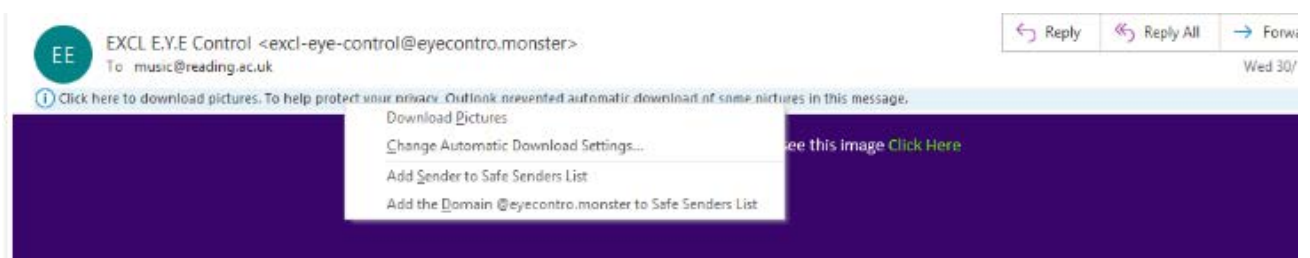 EE
EXCL E.Y.E Control <excl-eye-control@eyecontro.monster>
To music@reading.ac.uk
Reply
Reply All
Forwa
Wed 30/
Click here to download pictures. To help protect your privacy, Outlook prevented automatic download of some pictures in this message.
Download Pictures
Change Automatic Download Settings...
see this image Click Here
Add Sender to Safe Senders List
Add the Domain @eyecontro.monster to Safe Senders List